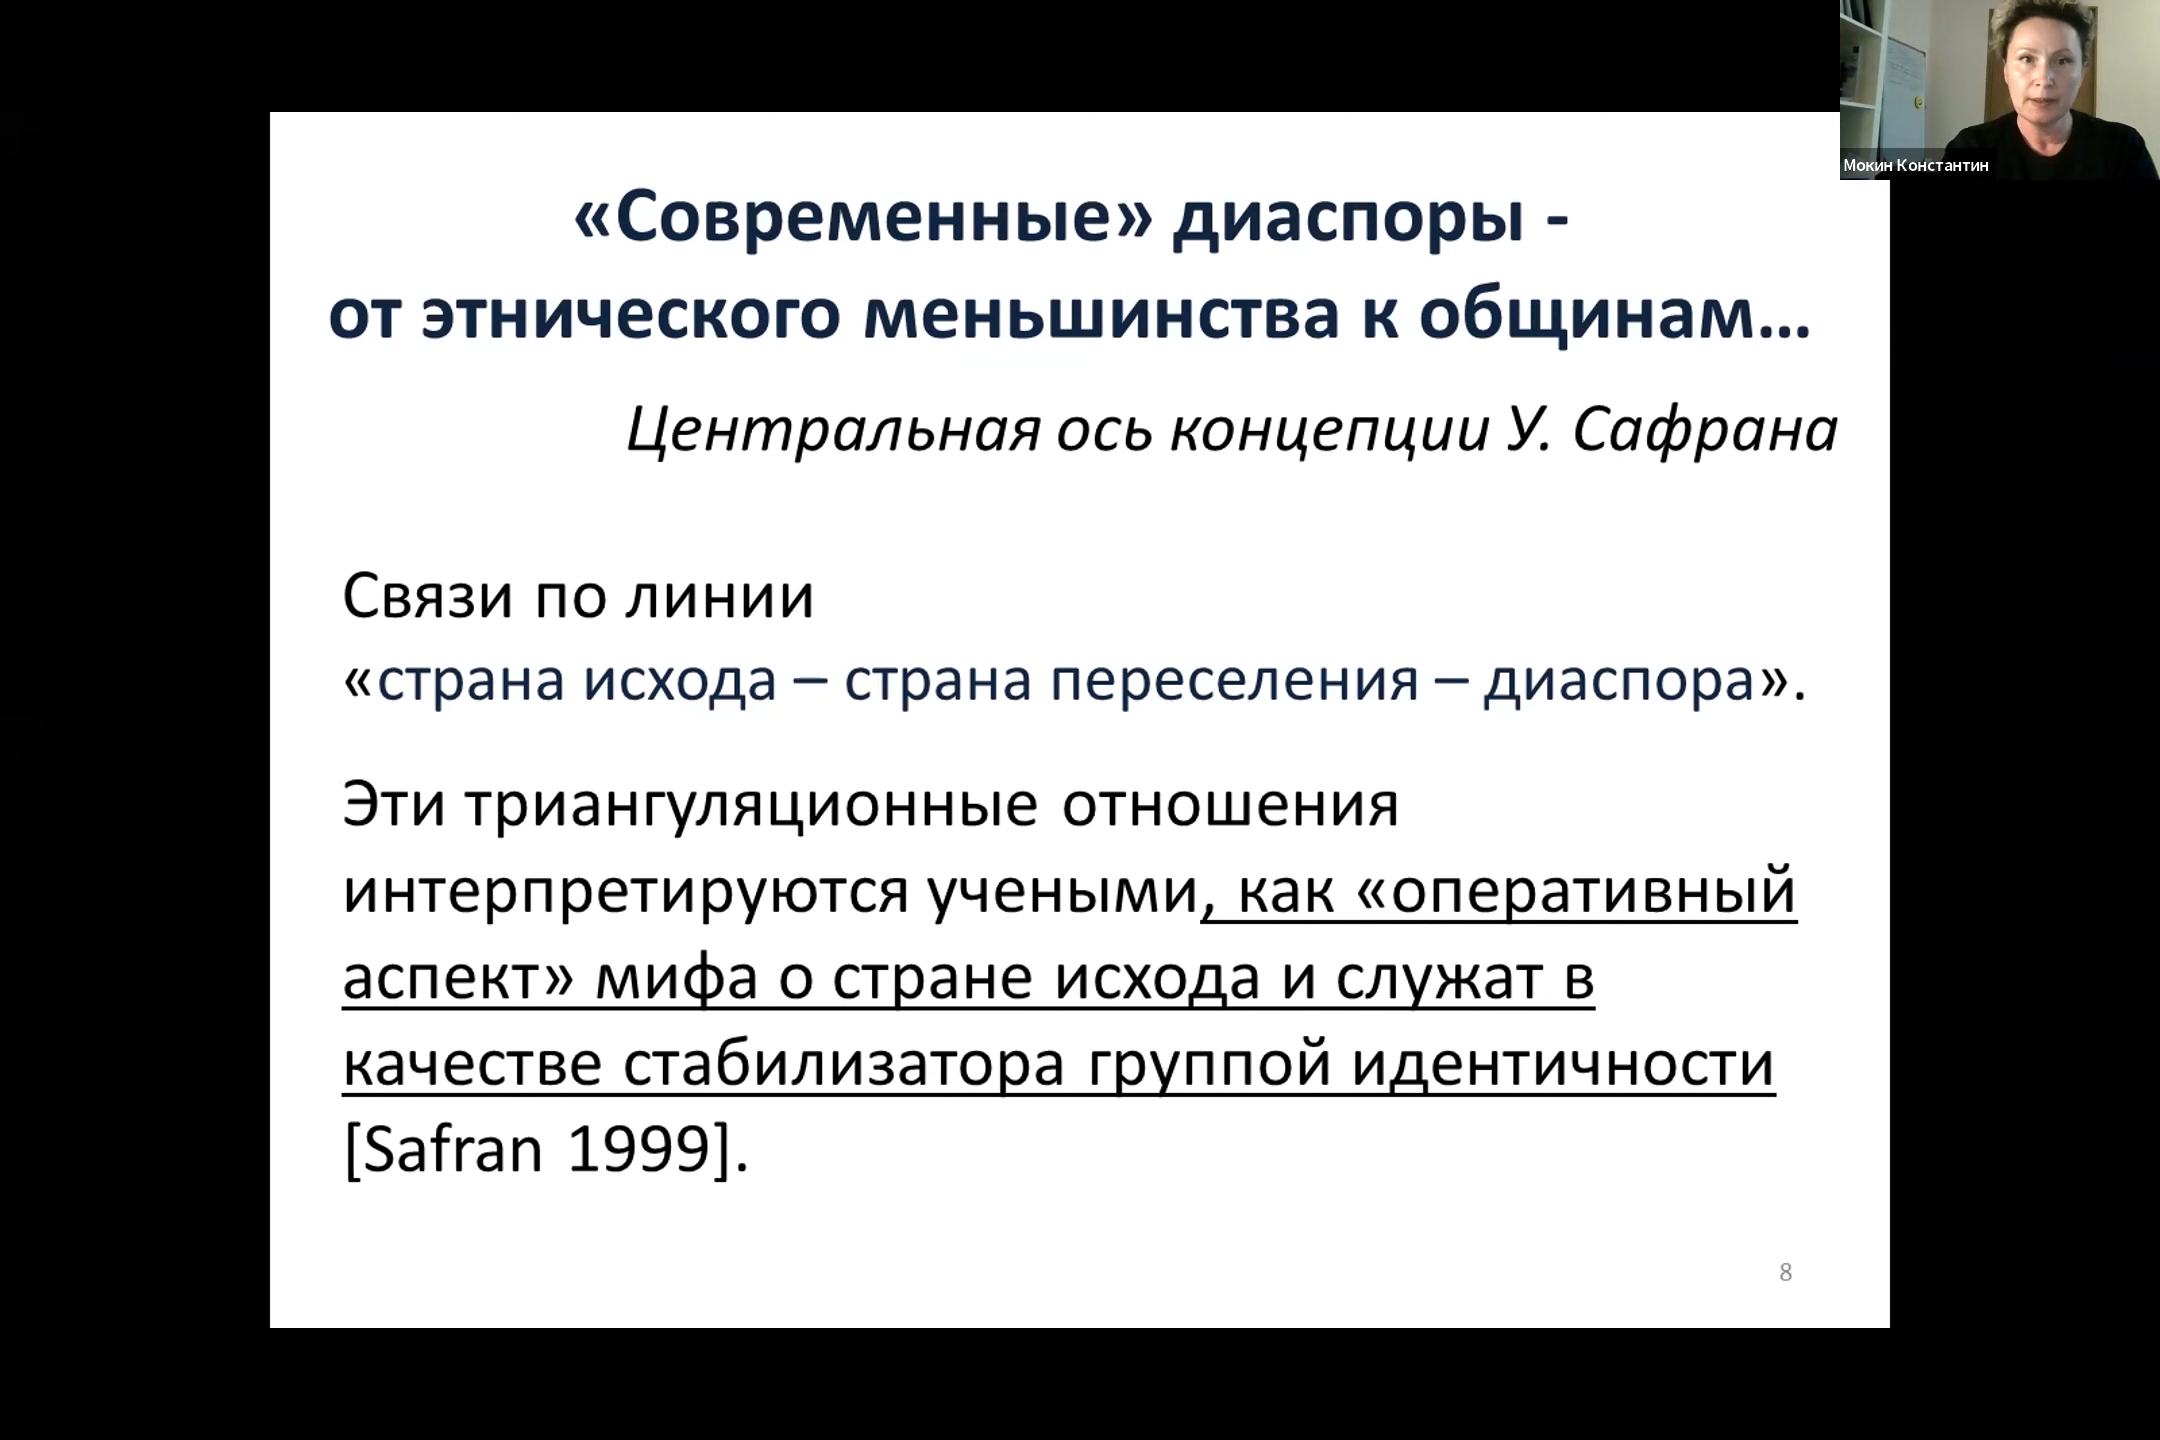 Мокин Константин
«Современные» диаспоры -
от этнического меньшинства к общинам...
Центральная ось концепции У. Сафрана
Связи по линии
«страна исхода – страна переселения – диаспора».
Эти триангуляционные отношения
интерпретируются учеными, как «оперативный
аспект» мифа о стране исхода и служат в
качестве стабилизатора группой идентичности
[Safran 1999].
8